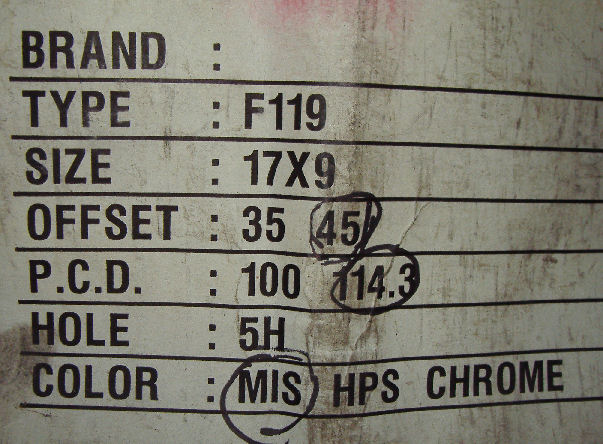 BRAND :
TYPE : F119
SIZE : 17X9
OFFSET : 35 45
P.C.D. : 100 114.3
HOLE : 5H
COLOR : MIS HPS CHROME